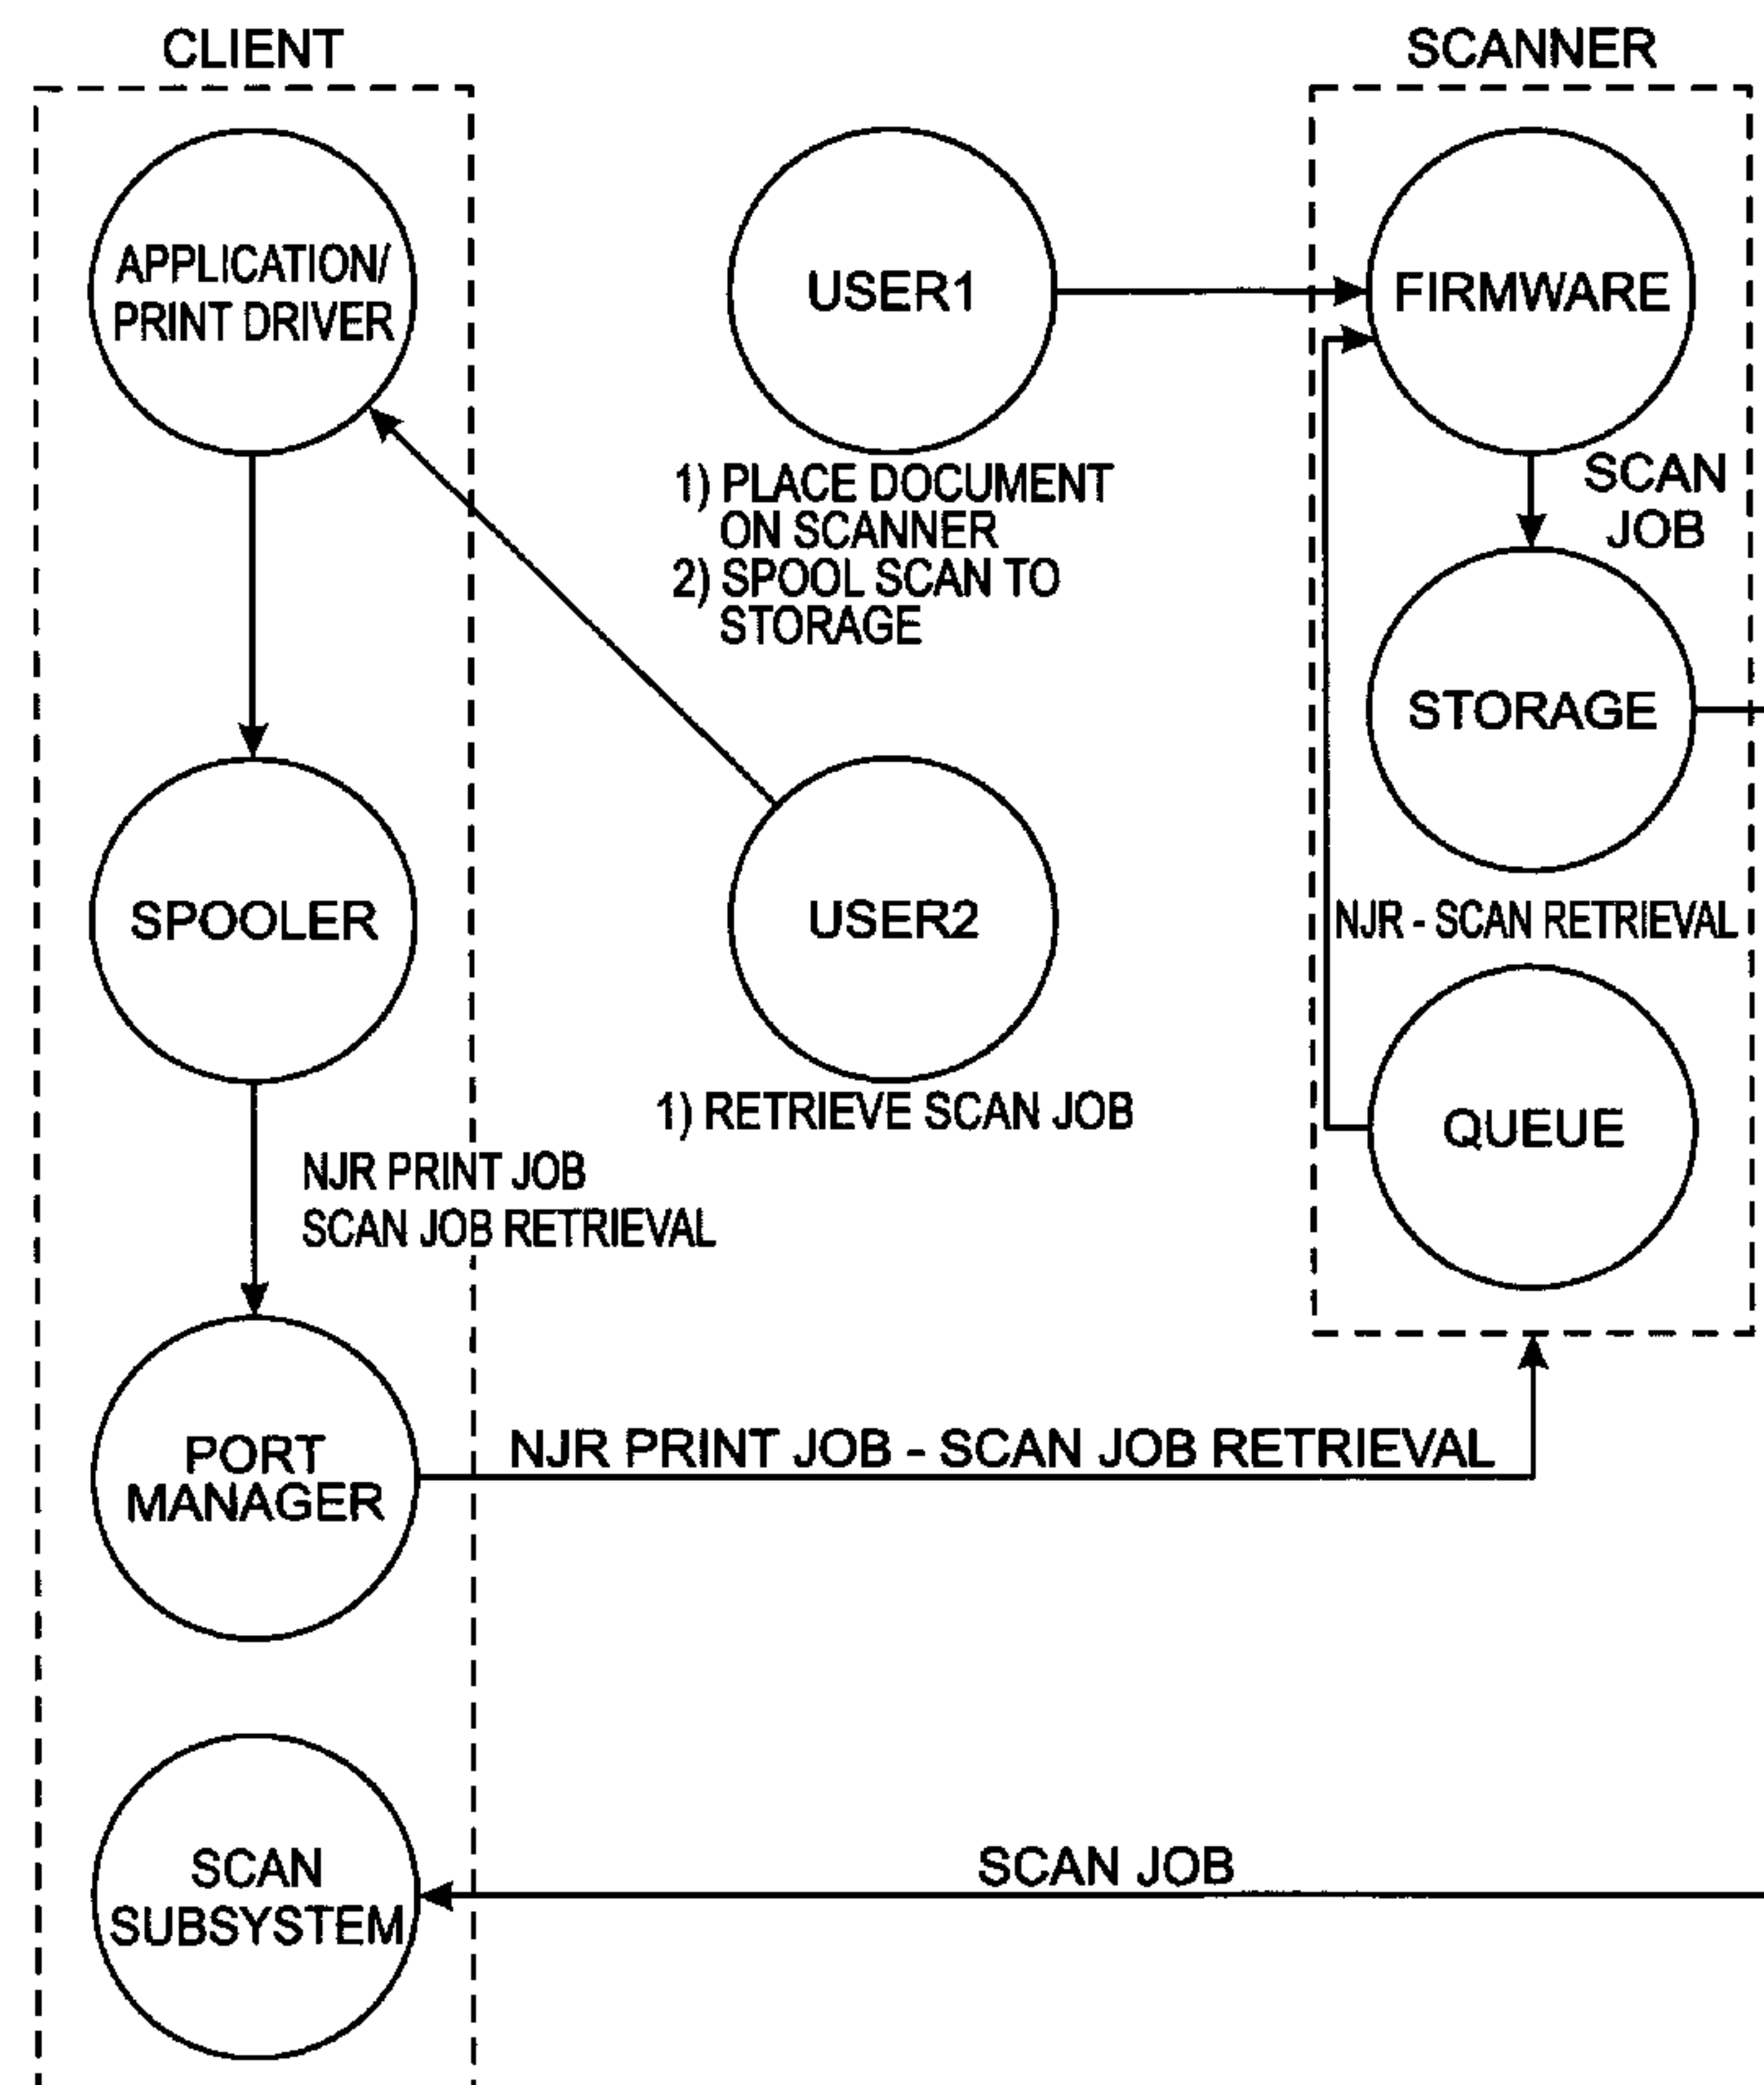 CLIENT
SCANNER
APPLICATION/
PRINT DRIVER
USER1
FIRMWARE
1) PLACE DOCUMENT
ON SCANNER
2) SPOOL SCAN TO
STORAGE
SCAN
JOB
STORAGE
SPOOLER
USER2
NJR - SCAN RETRIEVAL
1) RETRIEVE SCAN JOB
QUEUE
NJR PRINT JOB
SCAN JOB RETRIEVAL
PORT
MANAGER
NJR PRINT JOB - SCAN JOB RETRIEVAL
SCAN
SUBSYSTEM
SCAN JOB